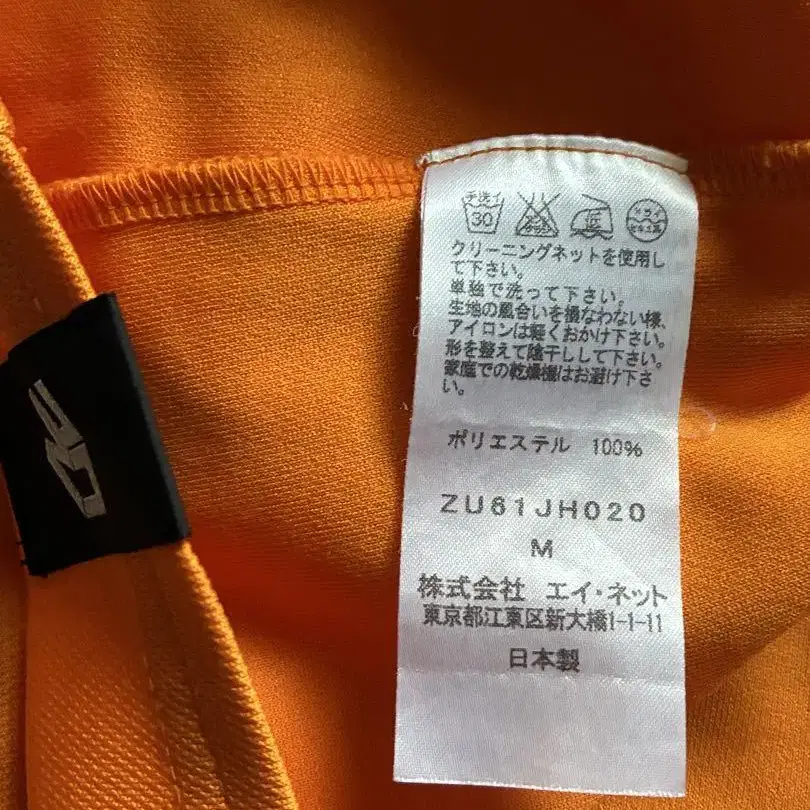 手洗イ
30
ドライ
クリーニングネットを使用し
て下さい。
単独で洗って下さい。
生地の風合いを損なわない様、
アイロンは軽くおかけ下さい。
形を整えて陰干しして下さい。
家庭での乾燥機はお避け下さ
い。
ポリエステル 100%
ZU61JH020
M
株式会社 エイ・ネット
東京都江東区新大橋1-1-11
日本製